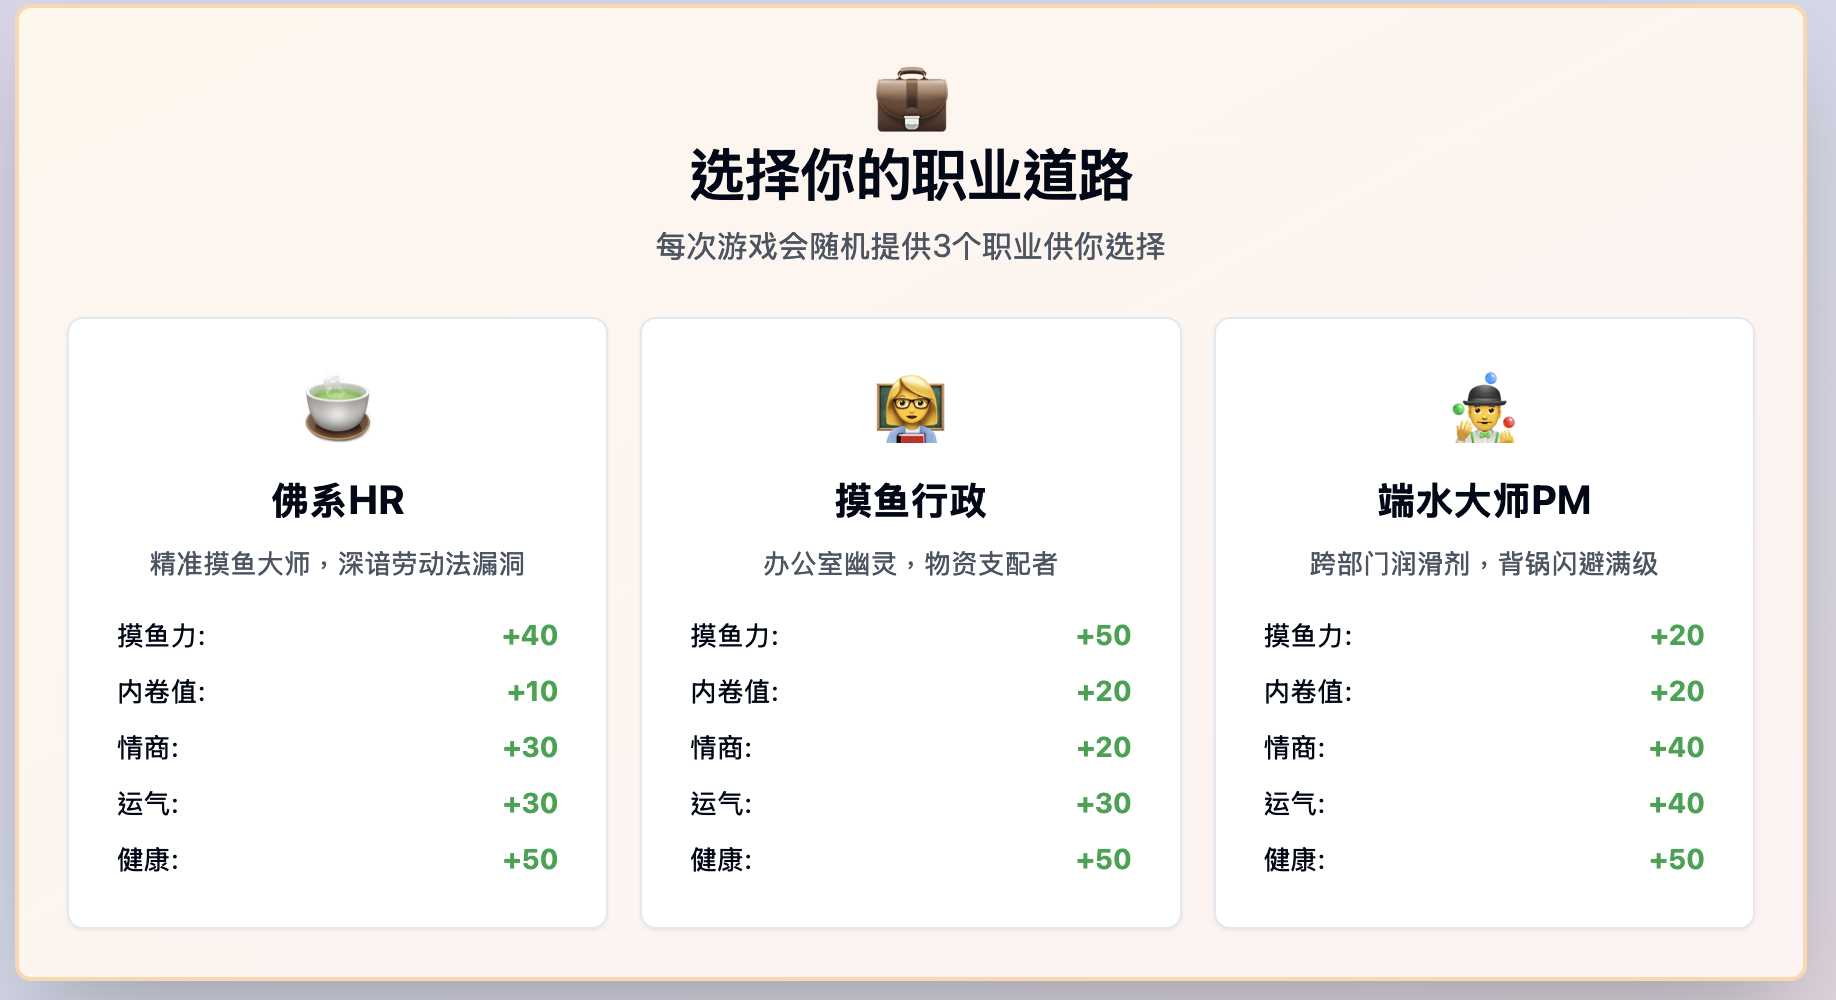 选择你的职业道路
每次游戏会随机提供3个职业供你选择
佛系HR
精准摸鱼大师，深谙劳动法漏洞
摸鱼力: +40
内卷值: +10
情商: +30
运气: +30
健康: +50
摸鱼行政
办公室幽灵，物资支配者
摸鱼力: +50
内卷值: +20
情商: +20
运气: +30
健康: +50
端水大师PM
跨部门润滑剂，背锅闪避满级
摸鱼力: +20
内卷值: +20
情商: +40
运气: +40
健康: +50